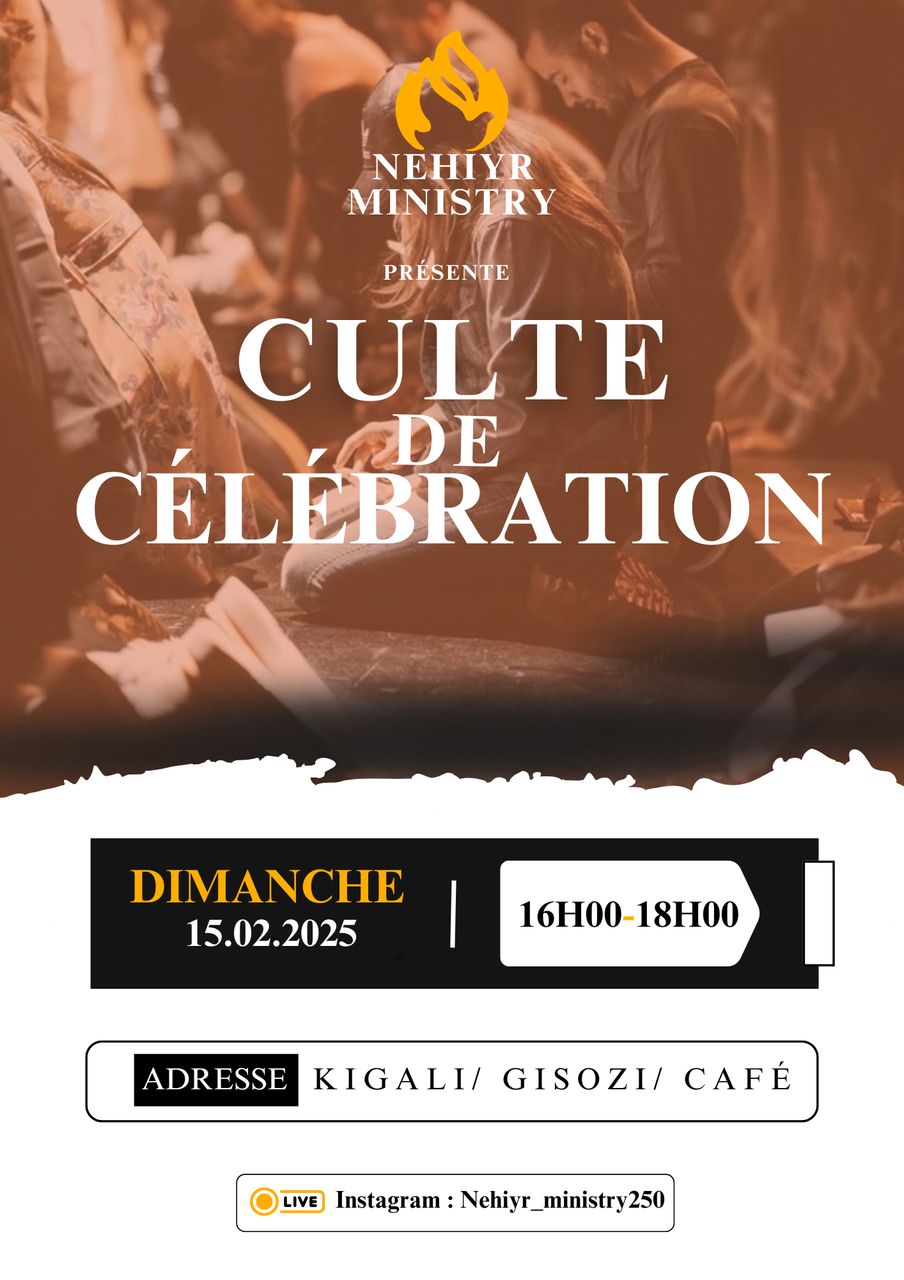 NEHIYR
MINISTRY
PRÉSENTE
CULTE
DE
CÉLÉBRATION
DIMANCHE
15.02.2025
16H00-18H00
ADRESSE KIGALI/ GISOZI/ CAFÉ
LIVE Instagram : Nehiyr_ministry250